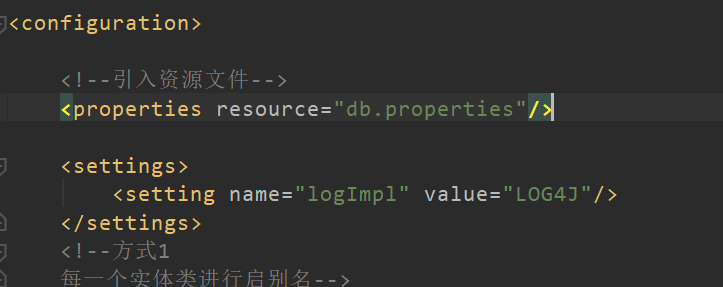 <configuration>
<!--引入资源文件-->
<properties resource="db.properties"/>
<settings>
<setting name="logImpl" value="LOG4J"/>
</settings>
<!--方式1
每一个实体类进行启别名-->